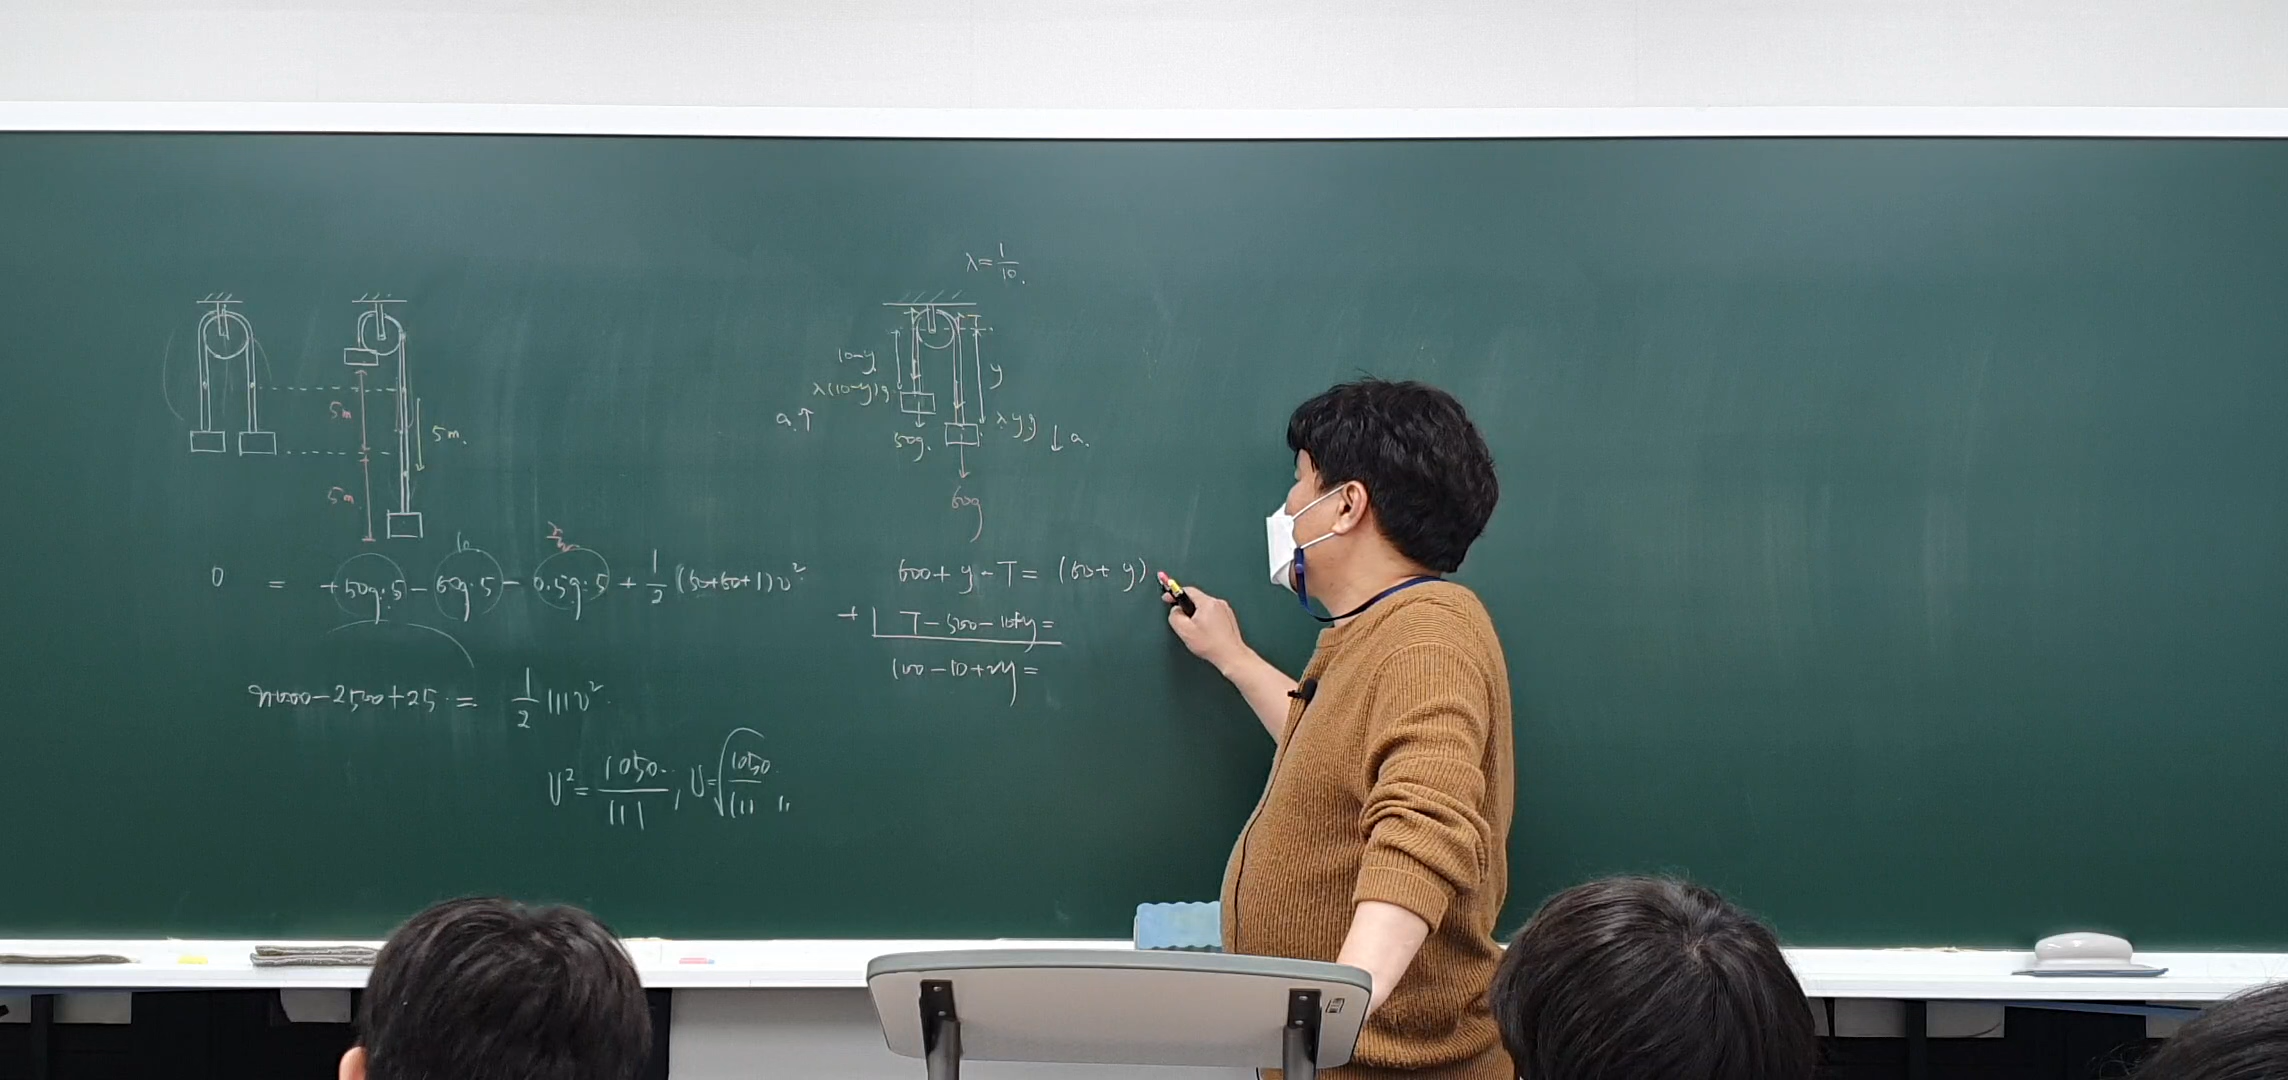 λ = 1/10
5m
5m.
5m
10-y
λ(10-y)g
a ↑
50g.
T
y
λyg
↓ a.
60g
0 = +50g·5 - 60g·5 - 0.5g·5 + 1/2 (50+60+1)v²
10
-2500+25 = 1/2 111v²
v² = 1050/111, v = √1050/111 〃
600 + y - T = (60 + y)
+ T - 500 - 10+y =
100 - 10 + 2y =